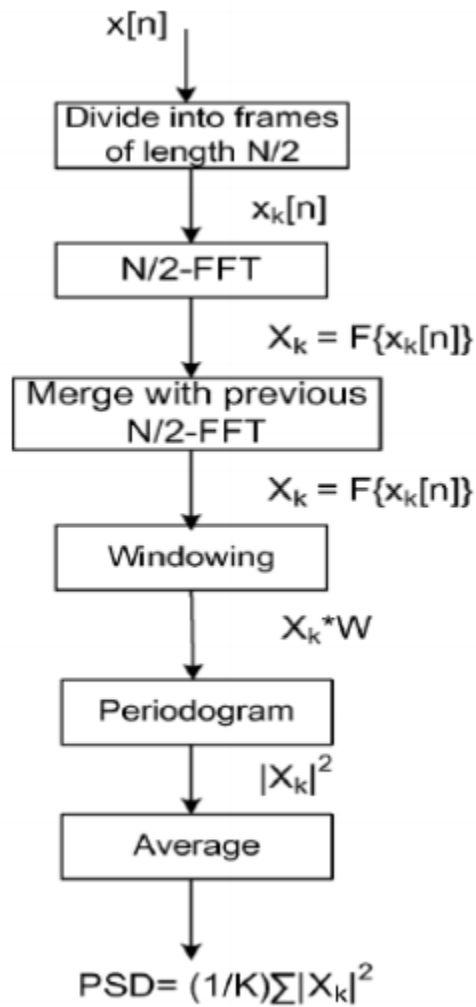 x[n]
Divide into frames
of length N/2
xₖ[n]
N/2-FFT
Xₖ = F{xₖ[n]}
Merge with previous
N/2-FFT
Xₖ = F{xₖ[n]}
Windowing
Xₖ*W
Periodogram
|Xₖ|²
Average
PSD= (1/K)∑|Xₖ|²